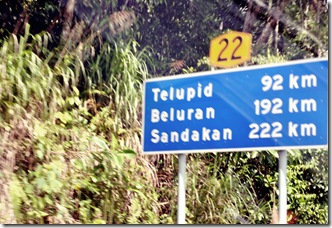 22
Telupid 92 km
Beluran 192 km
Sandakan 222 km